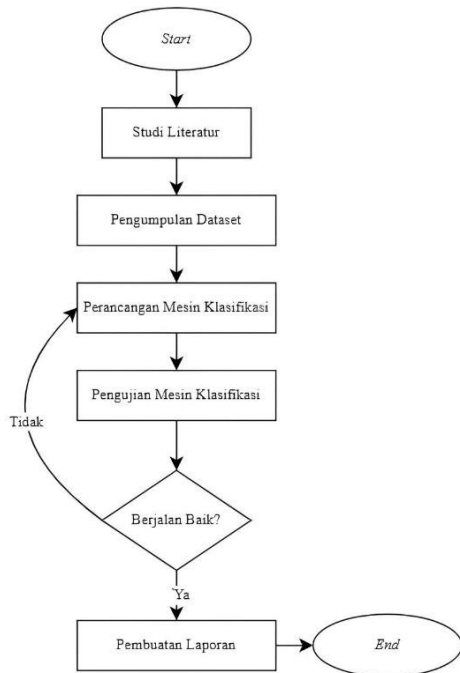 Start
Studi Literatur
Pengumpulan Dataset
Perancangan Mesin Klasifikasi
Pengujian Mesin Klasifikasi
Tidak
Berjalan Baik?
Ya
Pembuatan Laporan
End